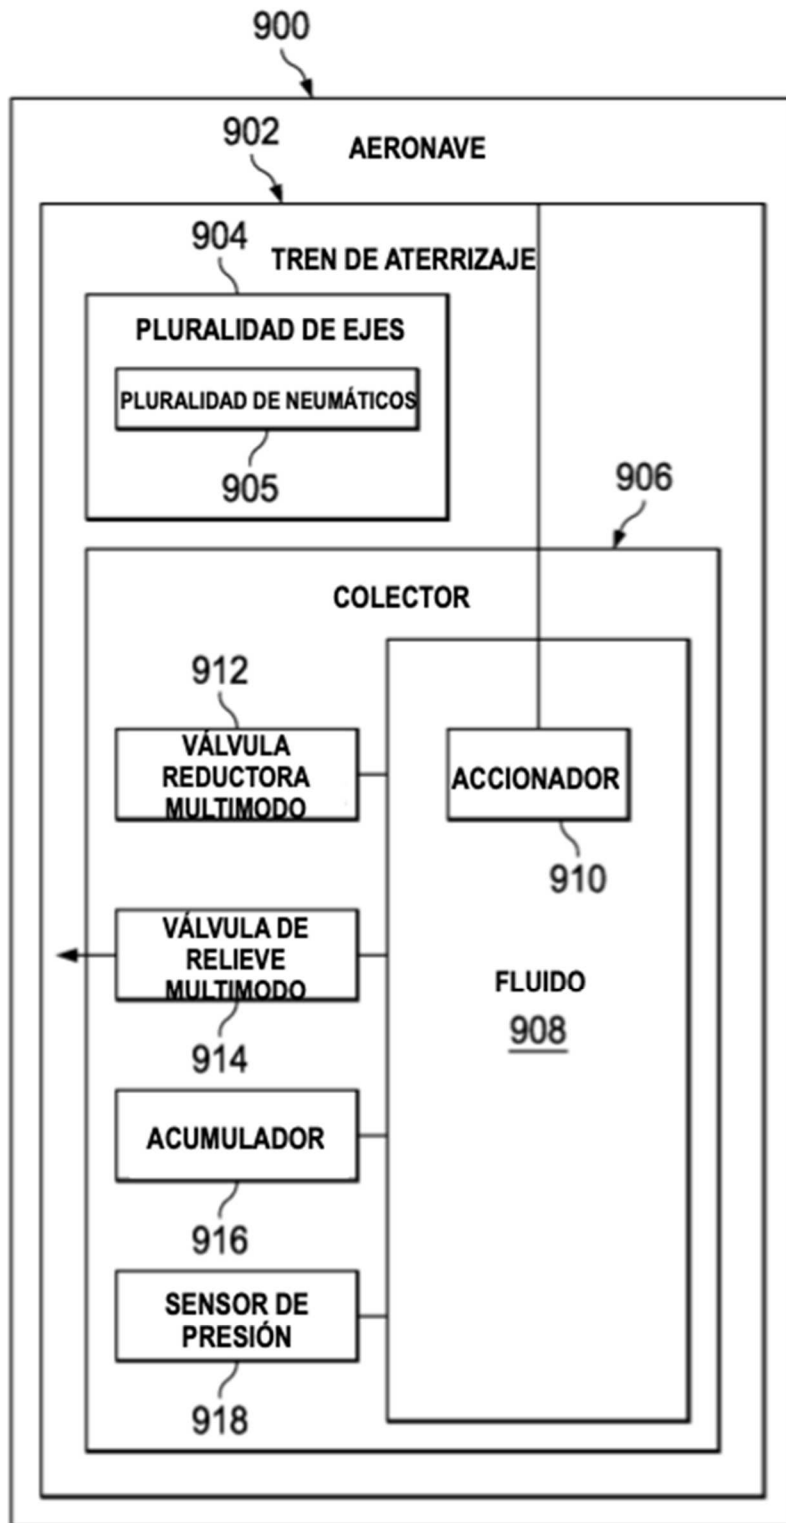 900
AERONAVE
902
TREN DE ATERRIZAJE
904
PLURALIDAD DE EJES
PLURALIDAD DE NEUMÁTICOS
905
906
COLECTOR
912
VÁLVULA
REDUCTORA
MULTIMODO
ACCIONADOR
910
VÁLVULA DE
RELIEVE
MULTIMODO
914
FLUIDO
908
ACUMULADOR
916
SENSOR DE
PRESIÓN
918